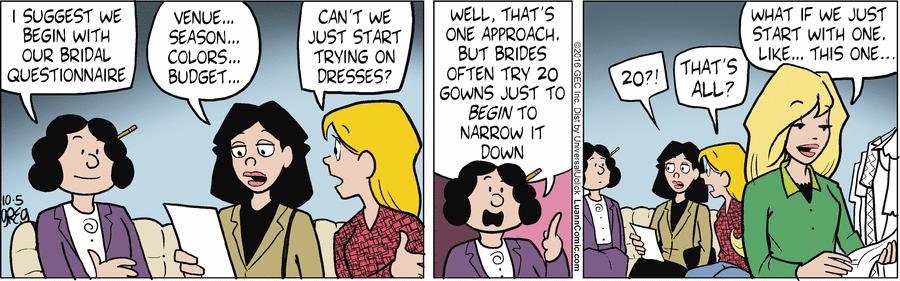 I SUGGEST WE
BEGIN WITH
OUR BRIDAL
QUESTIONNAIRE
VENUE...
SEASON...
COLORS...
BUDGET...
CAN'T WE
JUST START
TRYING ON
DRESSES?
10-5
GREG
WELL, THAT'S
ONE APPROACH.
BUT BRIDES
OFTEN TRY 20
GOWNS JUST TO
BEGIN TO
NARROW IT
DOWN
©2016 GEC Inc. Dist by UniversalUclick LuannComic.com
20?!
THAT'S
ALL?
WHAT IF WE JUST
START WITH ONE.
LIKE... THIS ONE...